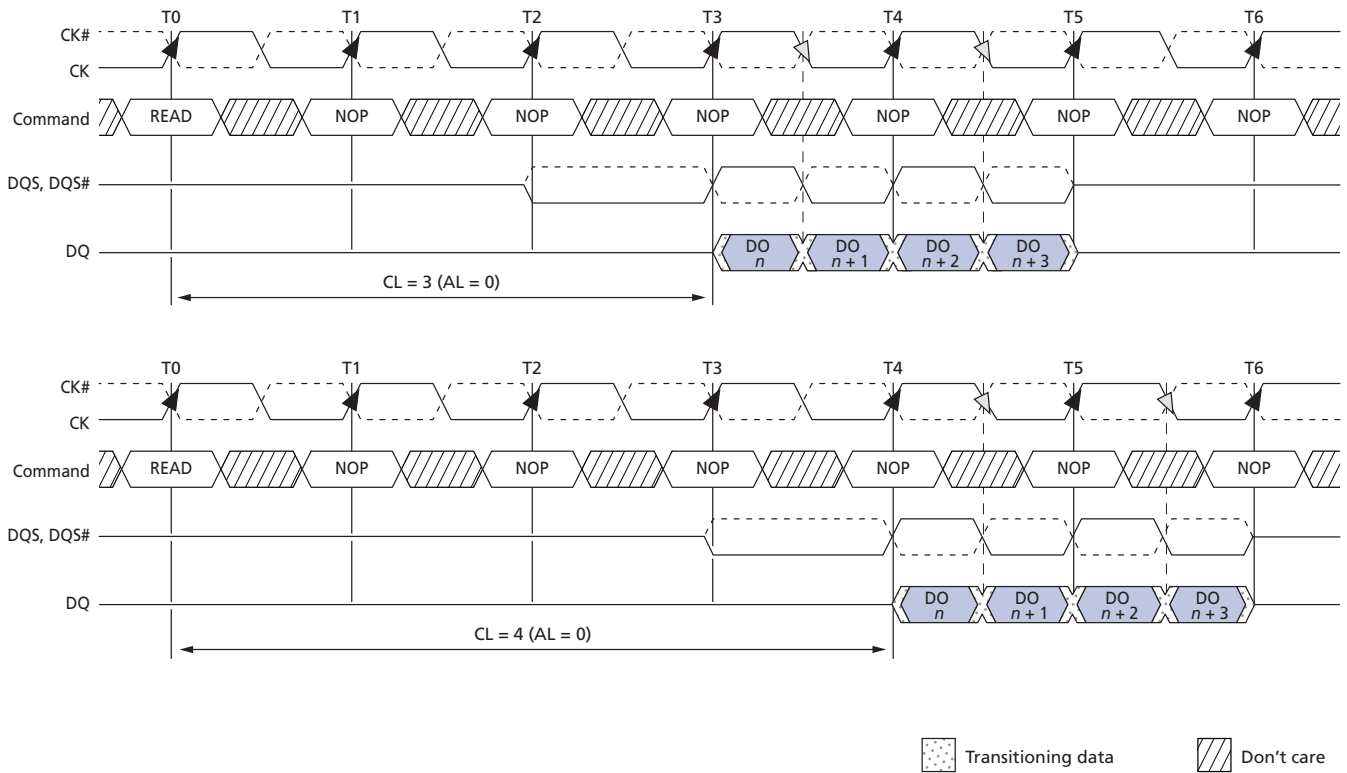 T0 T1 T2 T3 T4 T5 T6
CK#
CK
Command READ NOP NOP NOP NOP NOP NOP
DQS, DQS#
DQ DO n DO n + 1 DO n + 2 DO n + 3
CL = 3 (AL = 0)
T0 T1 T2 T3 T4 T5 T6
CK#
CK
Command READ NOP NOP NOP NOP NOP NOP
DQS, DQS#
DQ DO n DO n + 1 DO n + 2 DO n + 3
CL = 4 (AL = 0)
Transitioning data Don't care